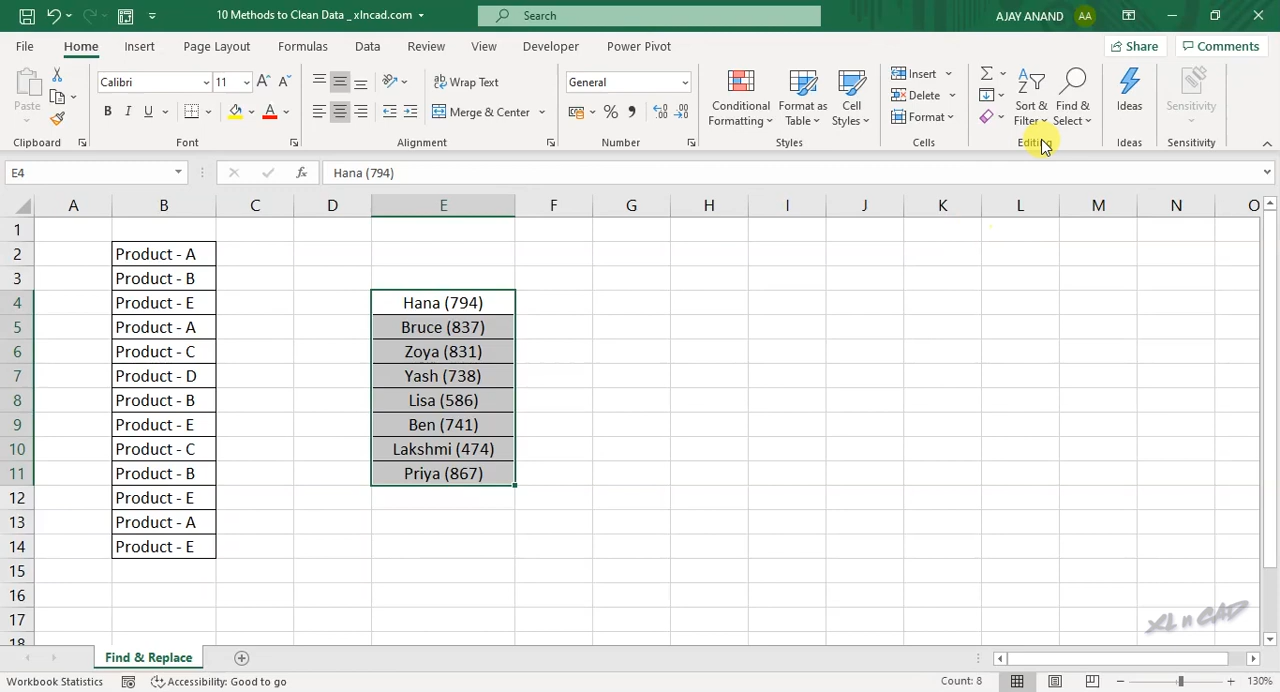 10 Methods to Clean Data _ xlncad.com
Search
AJAY ANAND
AA
File Home Insert Page Layout Formulas Data Review View Developer Power Pivot
Share
Comments
Paste
Calibri 11
B I U
Wrap Text
Merge & Center
General
Conditional Formatting
Format as Table
Cell Styles
Insert
Delete
Format
Sort & Filter
Find & Select
Ideas
Sensitivity
Clipboard Font Alignment Number Styles Cells Editing Ideas Sensitivity
E4 fx Hana (794)
A B C D E F G H I J K L M N O
1
2 Product - A
3 Product - B
4 Product - E Hana (794)
5 Product - A Bruce (837)
6 Product - C Zoya (831)
7 Product - D Yash (738)
8 Product - B Lisa (586)
9 Product - E Ben (741)
10 Product - C Lakshmi (474)
11 Product - B Priya (867)
12 Product - E
13 Product - A
14 Product - E
15
16
17
18
XL n CAD
Find & Replace
Workbook Statistics Accessibility: Good to go Count: 8 130%